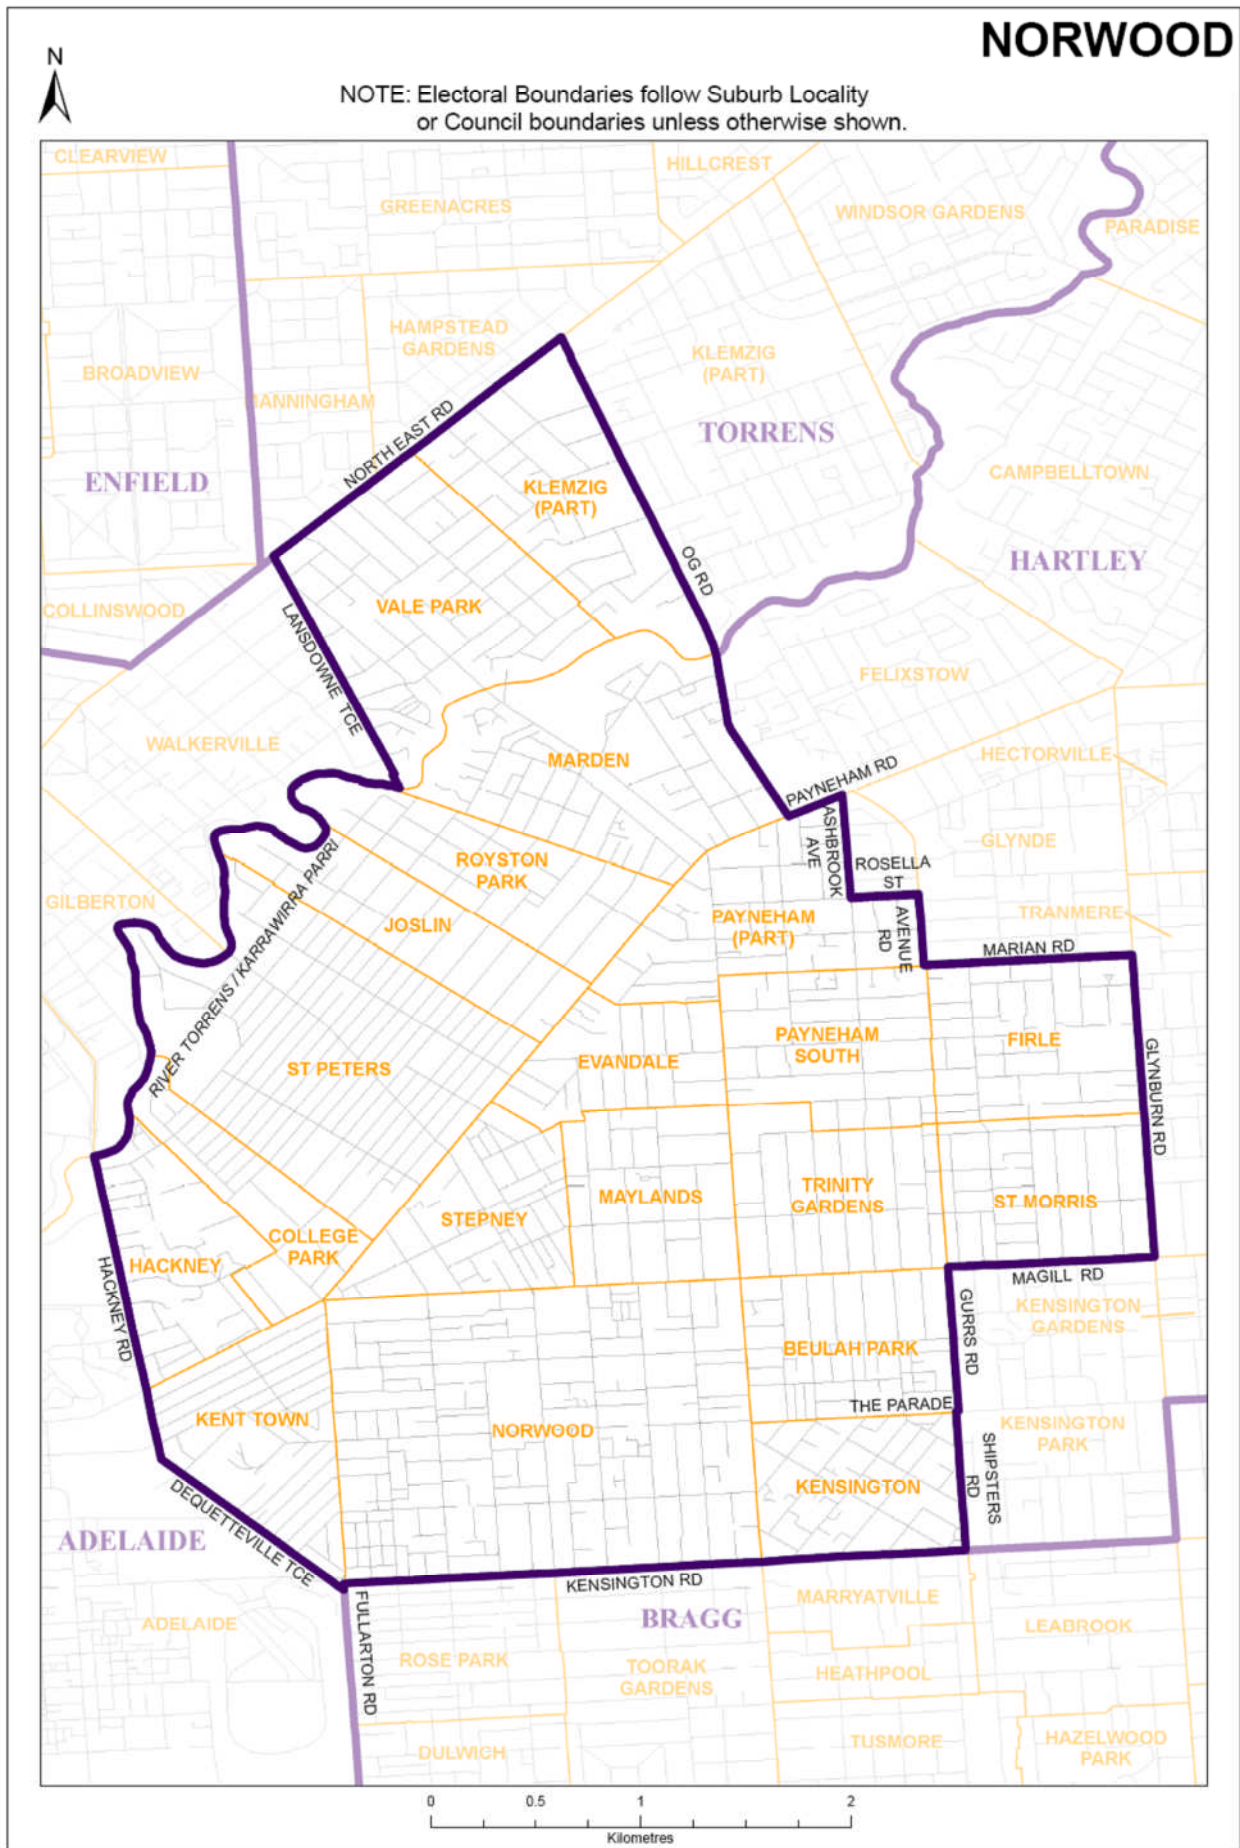 NORWOOD
N
NOTE: Electoral Boundaries follow Suburb Locality
or Council boundaries unless otherwise shown.
CLEARVIEW
HILLCREST
GREENACRES
WINDSOR GARDENS
PARADISE
HAMPSTEAD
GARDENS
KLEMZIG
(PART)
BROADVIEW
MANNINGHAM
TORRENS
NORTH EAST RD
ENFIELD
KLEMZIG
(PART)
CAMPBELLTOWN
HARTLEY
OG RD
COLLINSWOOD
VALE PARK
LANSDOWNE TCE
FELIXSTOW
WALKERVILLE
MARDEN
HECTORVILLE
PAYNEHAM RD
ASHBROOK
AVE
GLYNDE
ROYSTON
PARK
ROSELLA
ST
GILBERTON
RIVER TORRENS / KARRAWIRRA PARRI
JOSLIN
PAYNEHAM
(PART)
AVENUE
RD
TRANMERE
MARIAN RD
ST PETERS
EVANDALE
PAYNEHAM
SOUTH
FIRLE
GLYNBURN RD
MAYLANDS
TRINITY
GARDENS
ST MORRIS
STEPNEY
COLLEGE
PARK
HACKNEY
HACKNEY RD
MAGILL RD
GURRS RD
KENSINGTON
GARDENS
BEULAH PARK
THE PARADE
KENT TOWN
NORWOOD
KENSINGTON
PARK
SHIPSTERS
RD
KENSINGTON
DEQUETTEVILLE TCE
ADELAIDE
KENSINGTON RD
FULLARTON RD
MARRYATVILLE
BRAGG
ADELAIDE
LEABROOK
ROSE PARK
TOORAK
GARDENS
HEATHPOOL
DULWICH
TUSMORE
HAZELWOOD
PARK
0 0.5 1 2
Kilometres